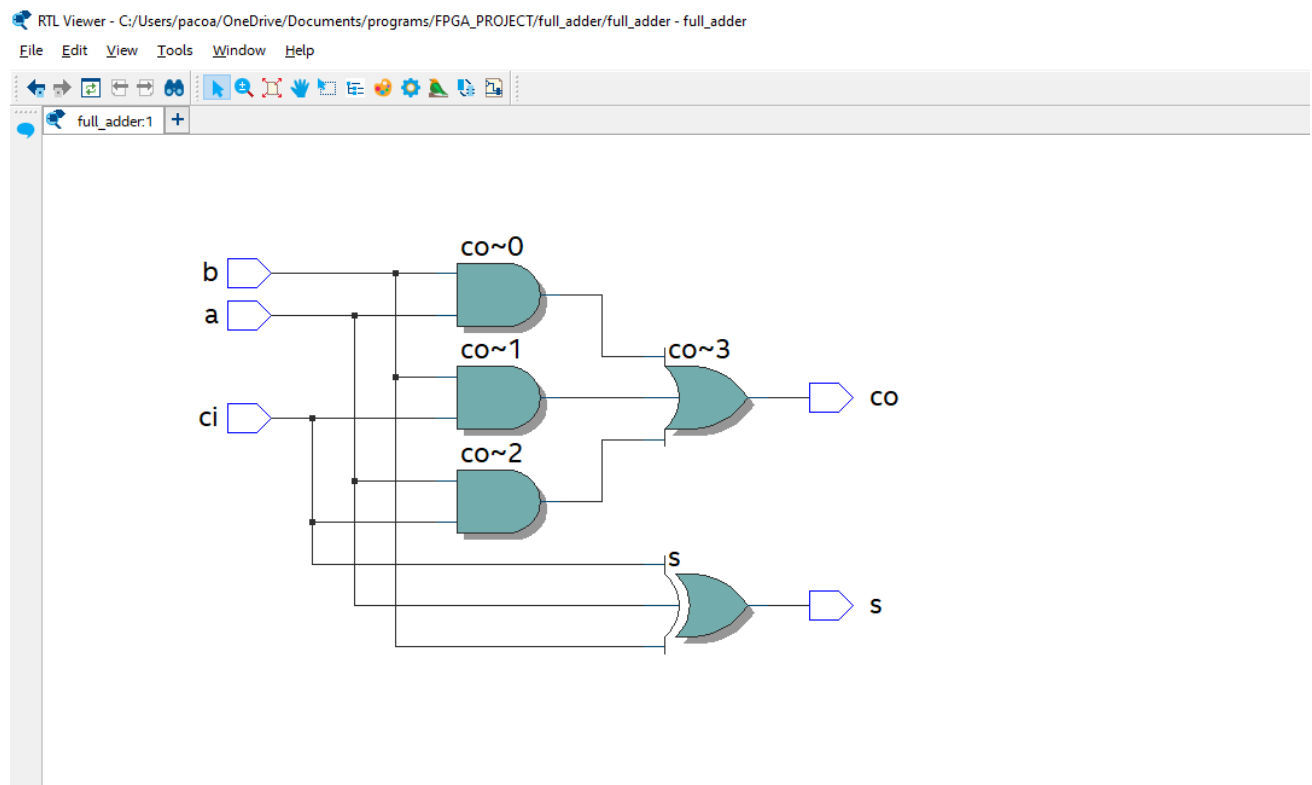 RTL Viewer - C:/Users/pacoa/OneDrive/Documents/programs/FPGA_PROJECT/full_adder/full_adder - full_adder
File Edit View Tools Window Help
full_adder:1 +
co~0
b
a
co~1
co~3
ci
co
co~2
s
s